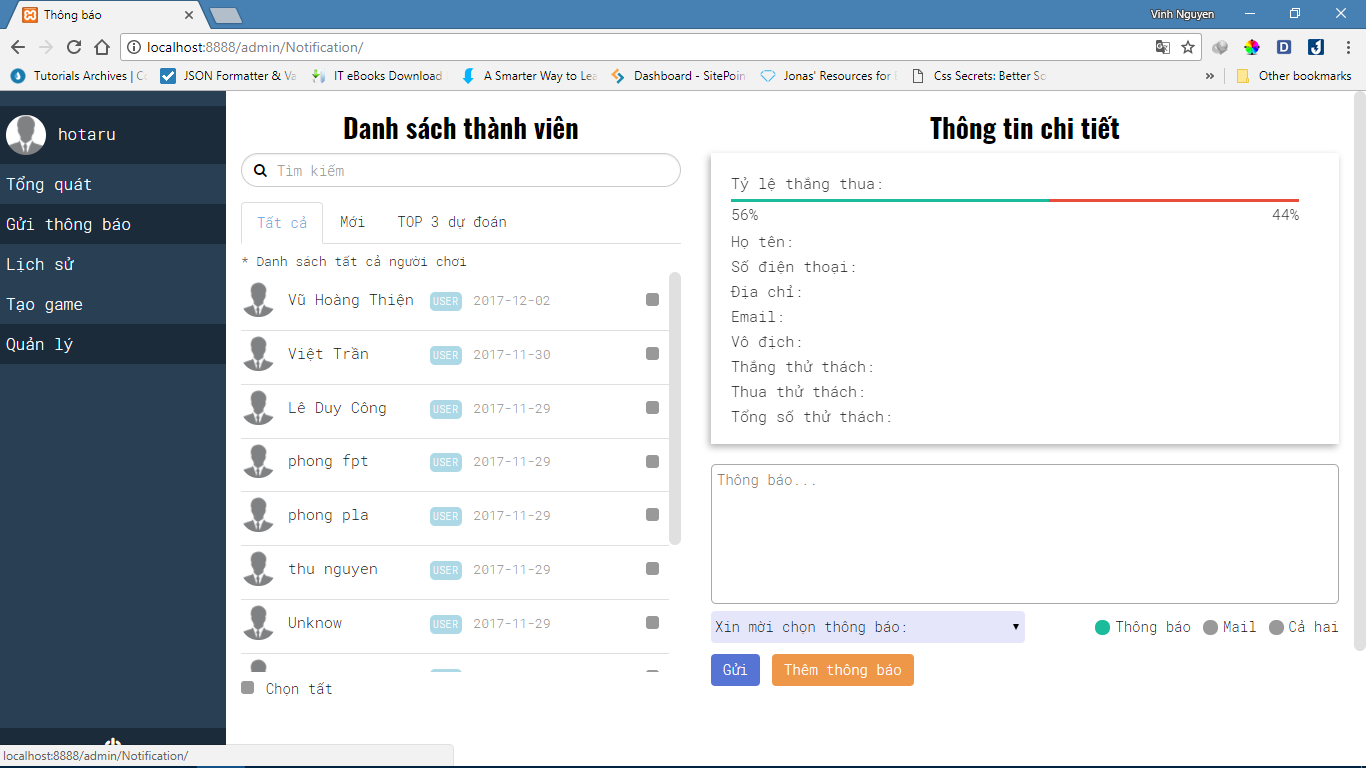 Thông báo
Vinh Nguyen
localhost:8888/admin/Notification/
Tutorials Archives | Co
JSON Formatter & Va
IT eBooks Download
A Smarter Way to Lea
Dashboard - SitePoin
Jonas' Resources for
Css Secrets: Better So
»
Other bookmarks
hotaru
Tổng quát
Gửi thông báo
Lịch sử
Tạo game
Quản lý
Danh sách thành viên
Tìm kiếm
Tất cả Mới TOP 3 dự đoán
* Danh sách tất cả người chơi
Vũ Hoàng Thiện USER 2017-12-02
Việt Trần USER 2017-11-30
Lê Duy Công USER 2017-11-29
phong fpt USER 2017-11-29
phong pla USER 2017-11-29
thu nguyen USER 2017-11-29
Unknow USER 2017-11-29
Chọn tất
Thông tin chi tiết
Tỷ lệ thắng thua:
56% 44%
Họ tên:
Số điện thoại:
Địa chỉ:
Email:
Vô địch:
Thắng thử thách:
Thua thử thách:
Tổng số thử thách:
Thông báo...
Xin mời chọn thông báo:
Thông báo Mail Cả hai
Gửi Thêm thông báo
localhost:8888/admin/Notification/